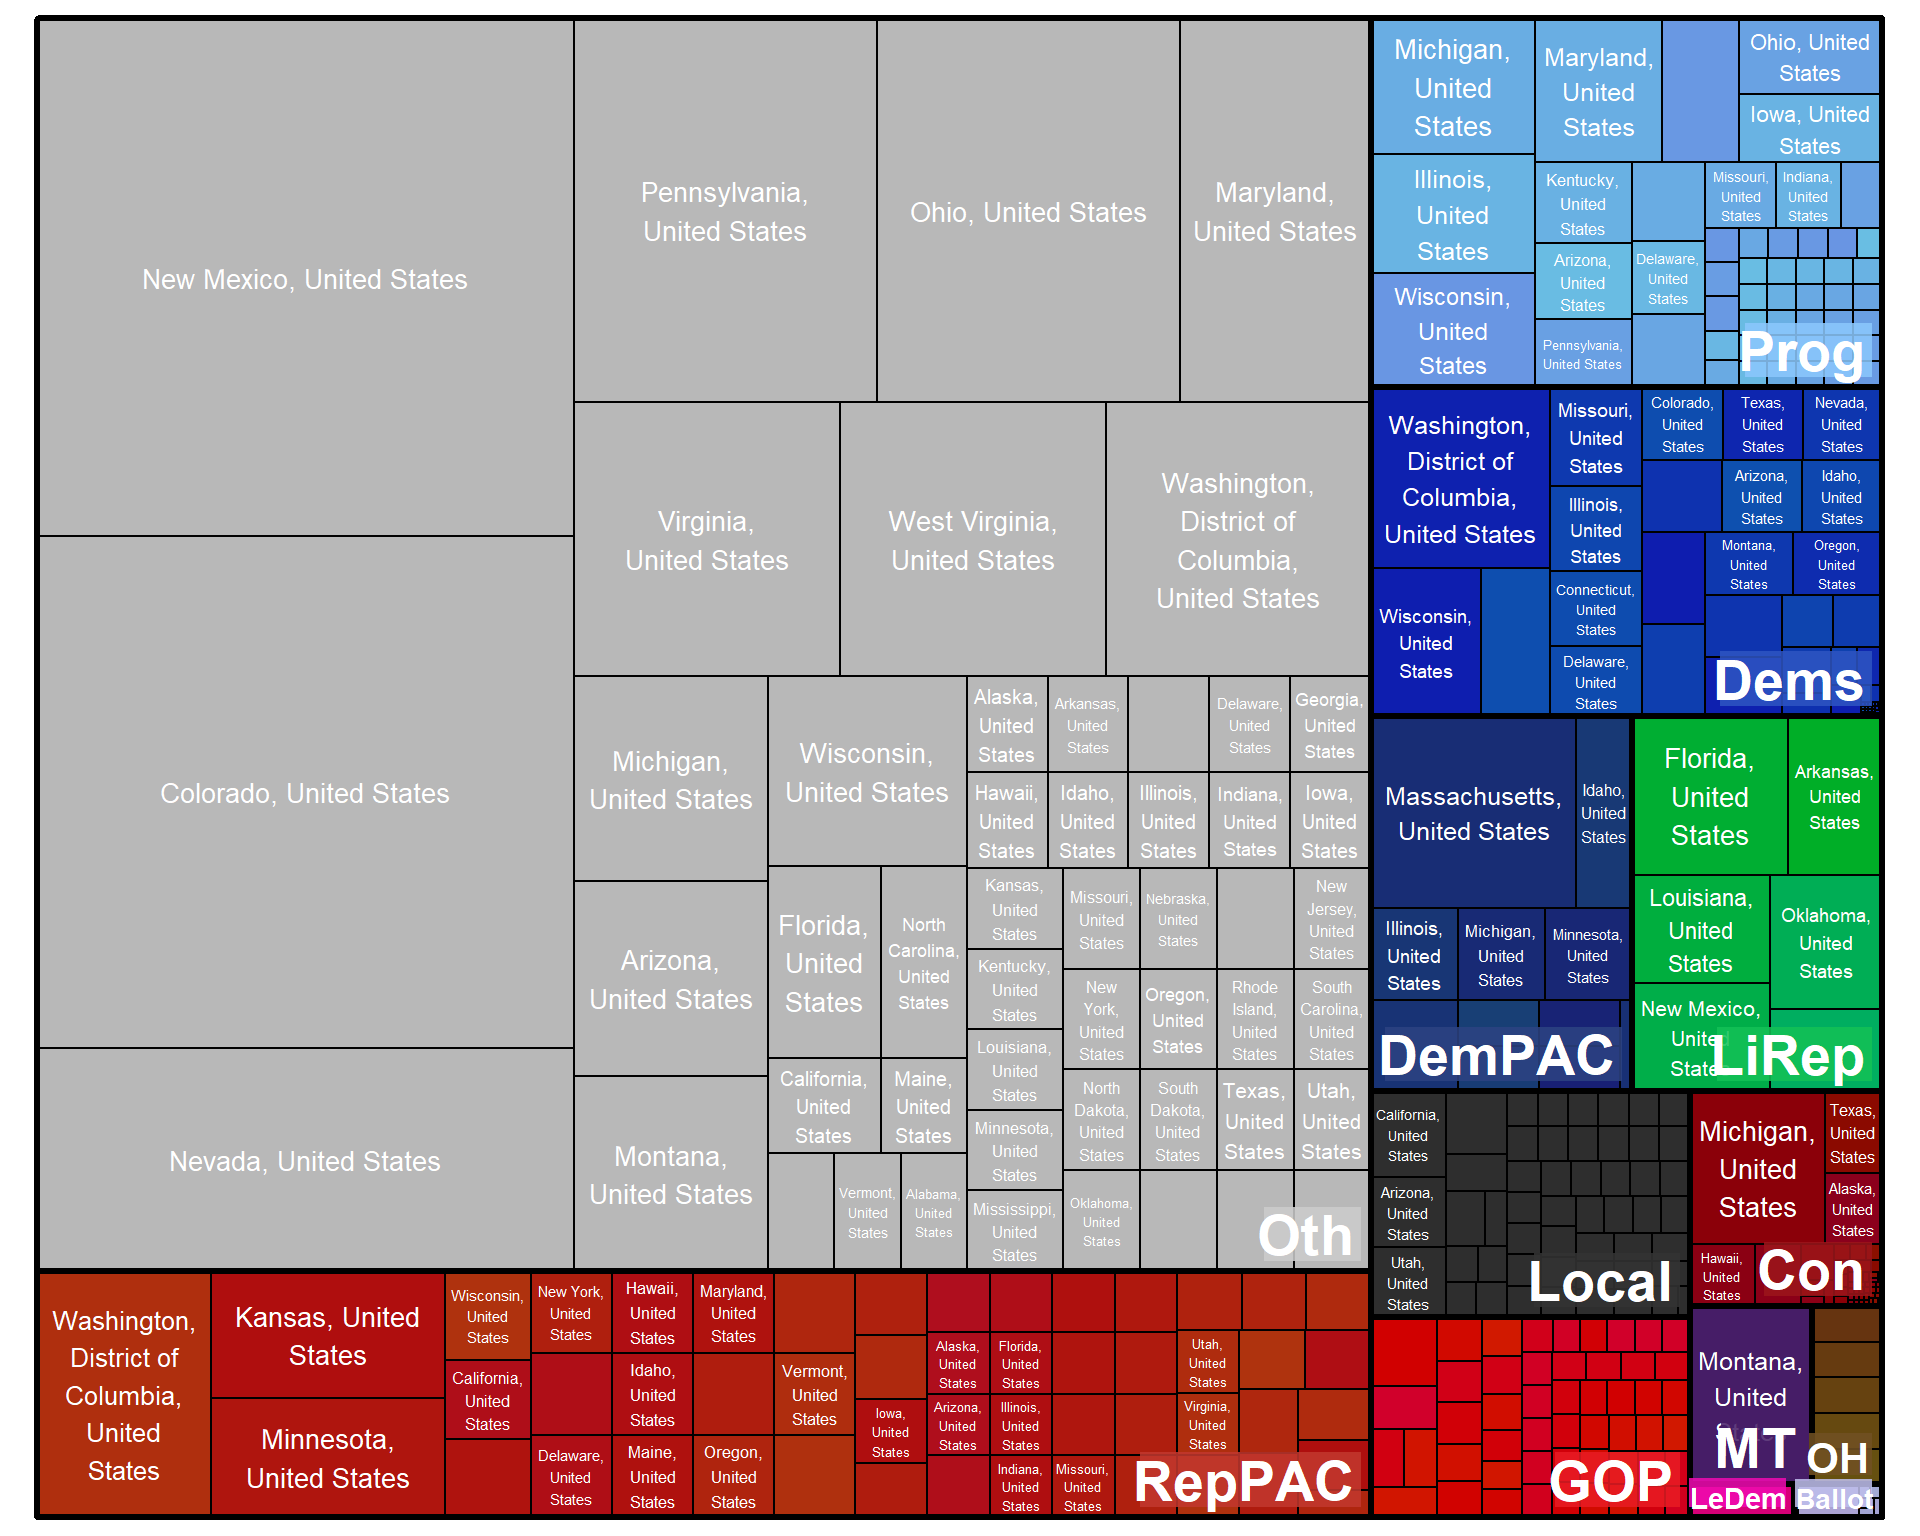 New Mexico, United States
Colorado, United States
Nevada, United States
Pennsylvania,
United States
Ohio, United States
Maryland,
United States
Virginia,
United States
West Virginia,
United States
Washington,
District of
Columbia,
United States
Michigan,
United States
Arizona,
United States
Montana,
United States
Wisconsin,
United States
Florida,
United
States
North
Carolina,
United
States
California,
United
States
Maine,
United
States
Vermont,
United
States
Alabama,
United
States
Alaska,
United
States
Arkansas,
United
States
Delaware,
United
States
Georgia,
United
States
Hawaii,
United
States
Idaho,
United
States
Illinois,
United
States
Indiana,
United
States
Iowa,
United
States
Kansas,
United
States
Kentucky,
United
States
Louisiana,
United
States
Minnesota,
United
States
Mississippi,
United
States
Missouri,
United
States
Nebraska,
United
States
New
Jersey,
United
States
New
York,
United
States
Oregon,
United
States
Rhode
Island,
United
States
South
Carolina,
United
States
North
Dakota,
United
States
South
Dakota,
United
States
Texas,
United
States
Utah,
United
States
Oklahoma,
United
States
Oth
Washington,
District of
Columbia,
United
States
Kansas, United
States
Minnesota,
United States
Wisconsin,
United
States
California,
United
States
New York,
United
States
Delaware,
United
States
Hawaii,
United
States
Idaho,
United
States
Maine,
United
States
Maryland,
United
States
Oregon,
United
States
Vermont,
United
States
Iowa,
United
States
Alaska,
United
States
Arizona,
United
States
Florida,
United
States
Illinois,
United
States
Indiana,
United
States
Missouri,
United
States
Utah,
United
States
Virginia,
United
States
RepPAC
Michigan,
United
States
Illinois,
United
States
Wisconsin,
United
States
Maryland,
United
States
Ohio, United
States
Iowa, United
States
Kentucky,
United
States
Arizona,
United
States
Pennsylvania,
United States
Delaware,
United
States
Missouri,
United
States
Indiana,
United
States
Prog
Washington,
District of
Columbia,
United States
Wisconsin,
United
States
Missouri,
United
States
Illinois,
United
States
Connecticut,
United
States
Delaware,
United
States
Colorado,
United
States
Texas,
United
States
Nevada,
United
States
Arizona,
United
States
Idaho,
United
States
Montana,
United
States
Oregon,
United
States
Dems
Massachusetts,
United States
Idaho,
United
States
Illinois,
United
States
Michigan,
United
States
Minnesota,
United
States
DemPAC
Florida,
United
States
Arkansas,
United
States
Louisiana,
United
States
Oklahoma,
United
States
New Mexico,
United
States
LiRep
California,
United
States
Arizona,
United
States
Utah,
United
States
Local
Michigan,
United
States
Texas,
United
States
Alaska,
United
States
Hawaii,
United
States
Con
GOP
Montana,
United
States
MT
OH
LeDem
Ballot